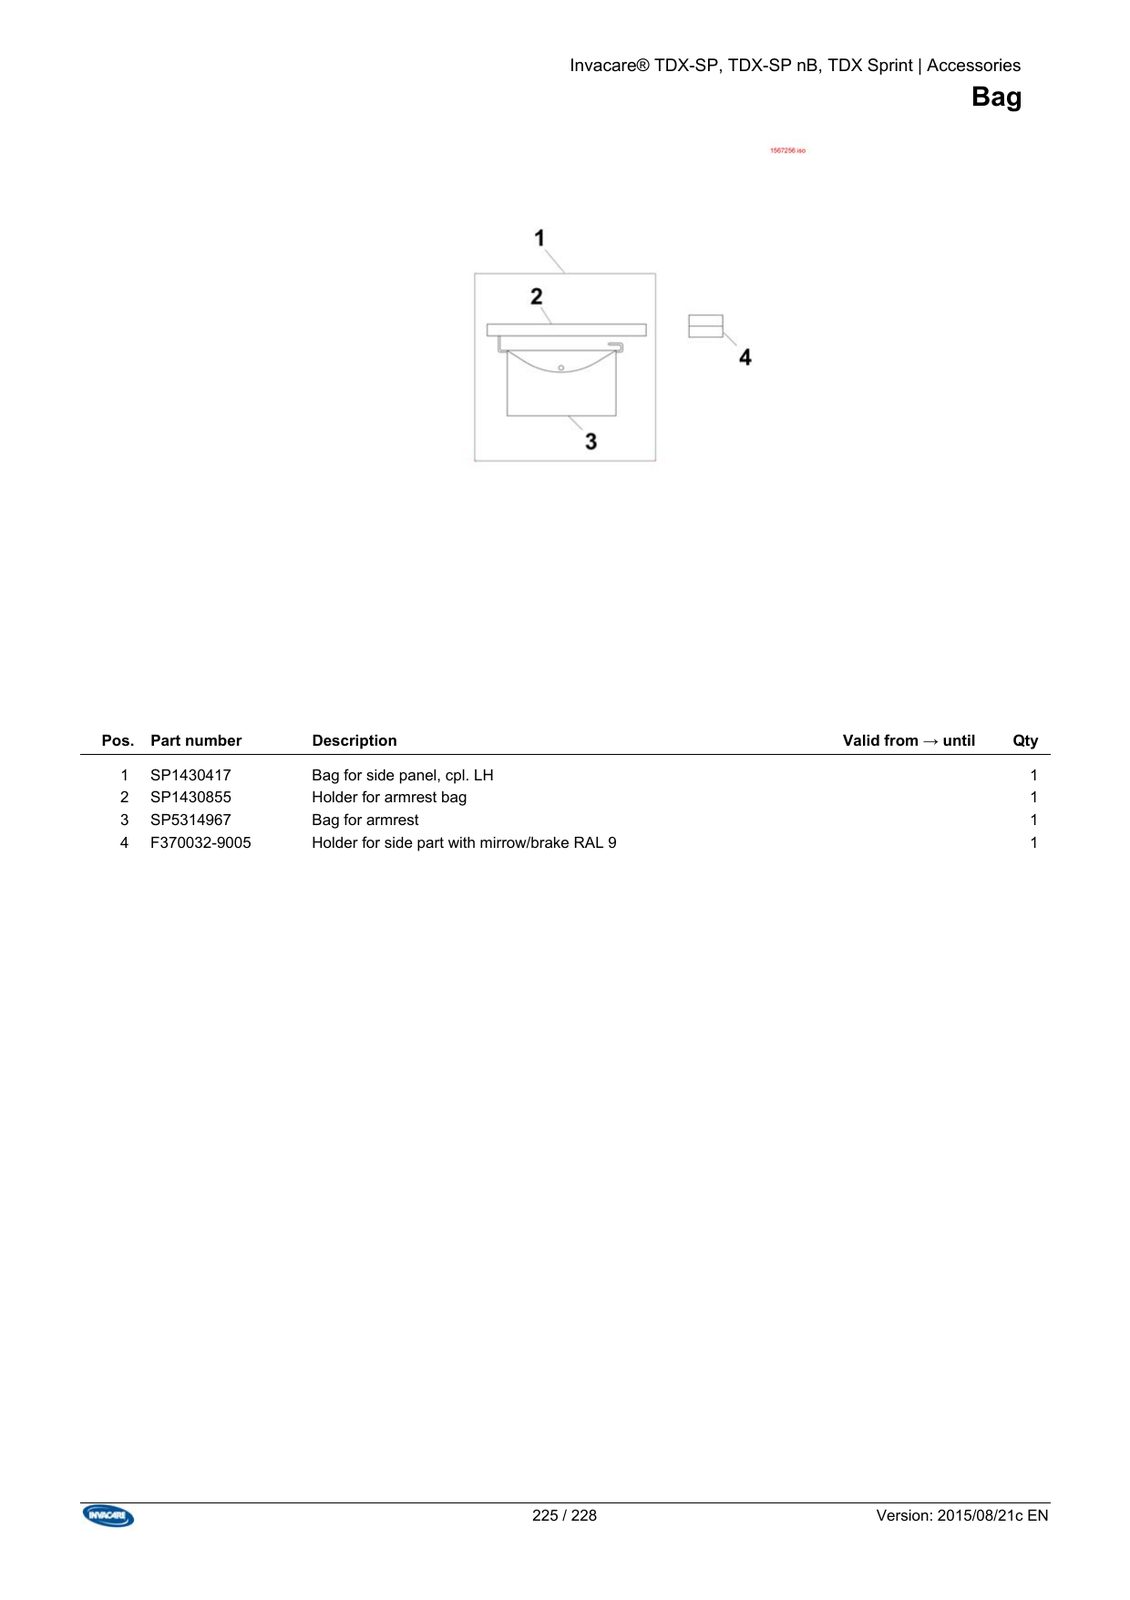 Invacare® TDX-SP, TDX-SP nB, TDX Sprint | Accessories
Bag
1567256.iso
1
2
4
3
Pos. Part number Description Valid from → until Qty
1 SP1430417 Bag for side panel, cpl. LH 1
2 SP1430855 Holder for armrest bag 1
3 SP5314967 Bag for armrest 1
4 F370032-9005 Holder for side part with mirrow/brake RAL 9 1
INVACARE 225 / 228 Version: 2015/08/21c EN